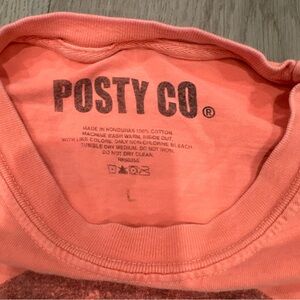 POSTY CO®
MADE IN HONDURAS 100% COTTON.
MACHINE WASH WARM, INSIDE OUT,
WITH LIKE COLORS. ONLY NON-CHLORINE BLEACH.
TUMBLE DRY MEDIUM. DO NOT IRON.
DO NOT DRY CLEAN.
L